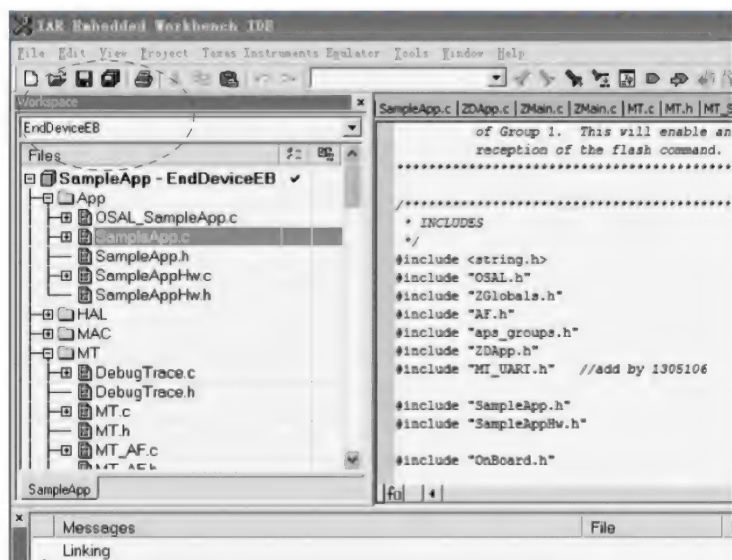 IAR Embedded Workbench IDE
File Edit View Project Texas Instruments Emulator Tools Window Help
Workspace
EndDeviceEB
Files
SampleApp - EndDeviceEB
App
OSAL_SampleApp.c
SampleApp.c
SampleApp.h
SampleAppHw.c
SampleAppHw.h
HAL
MAC
MT
DebugTrace.c
DebugTrace.h
MT.c
MT.h
MT_AF.c
MT_AF.h
SampleApp
SampleApp.c | ZDApp.c | ZMain.c | ZMain.c | MT.c | MT.h | MT_S
of Group 1. This will enable an
reception of the flash command.
****************************************
/***************************************
* INCLUDES
*/
#include <string.h>
#include "OSAL.h"
#include "ZGlobals.h"
#include "AF.h"
#include "aps_groups.h"
#include "ZDApp.h"
#include "MT_UART.h" //add by 1305106
#include "SampleApp.h"
#include "SampleAppHw.h"
#include "OnBoard.h"
fo
Messages File
Linking